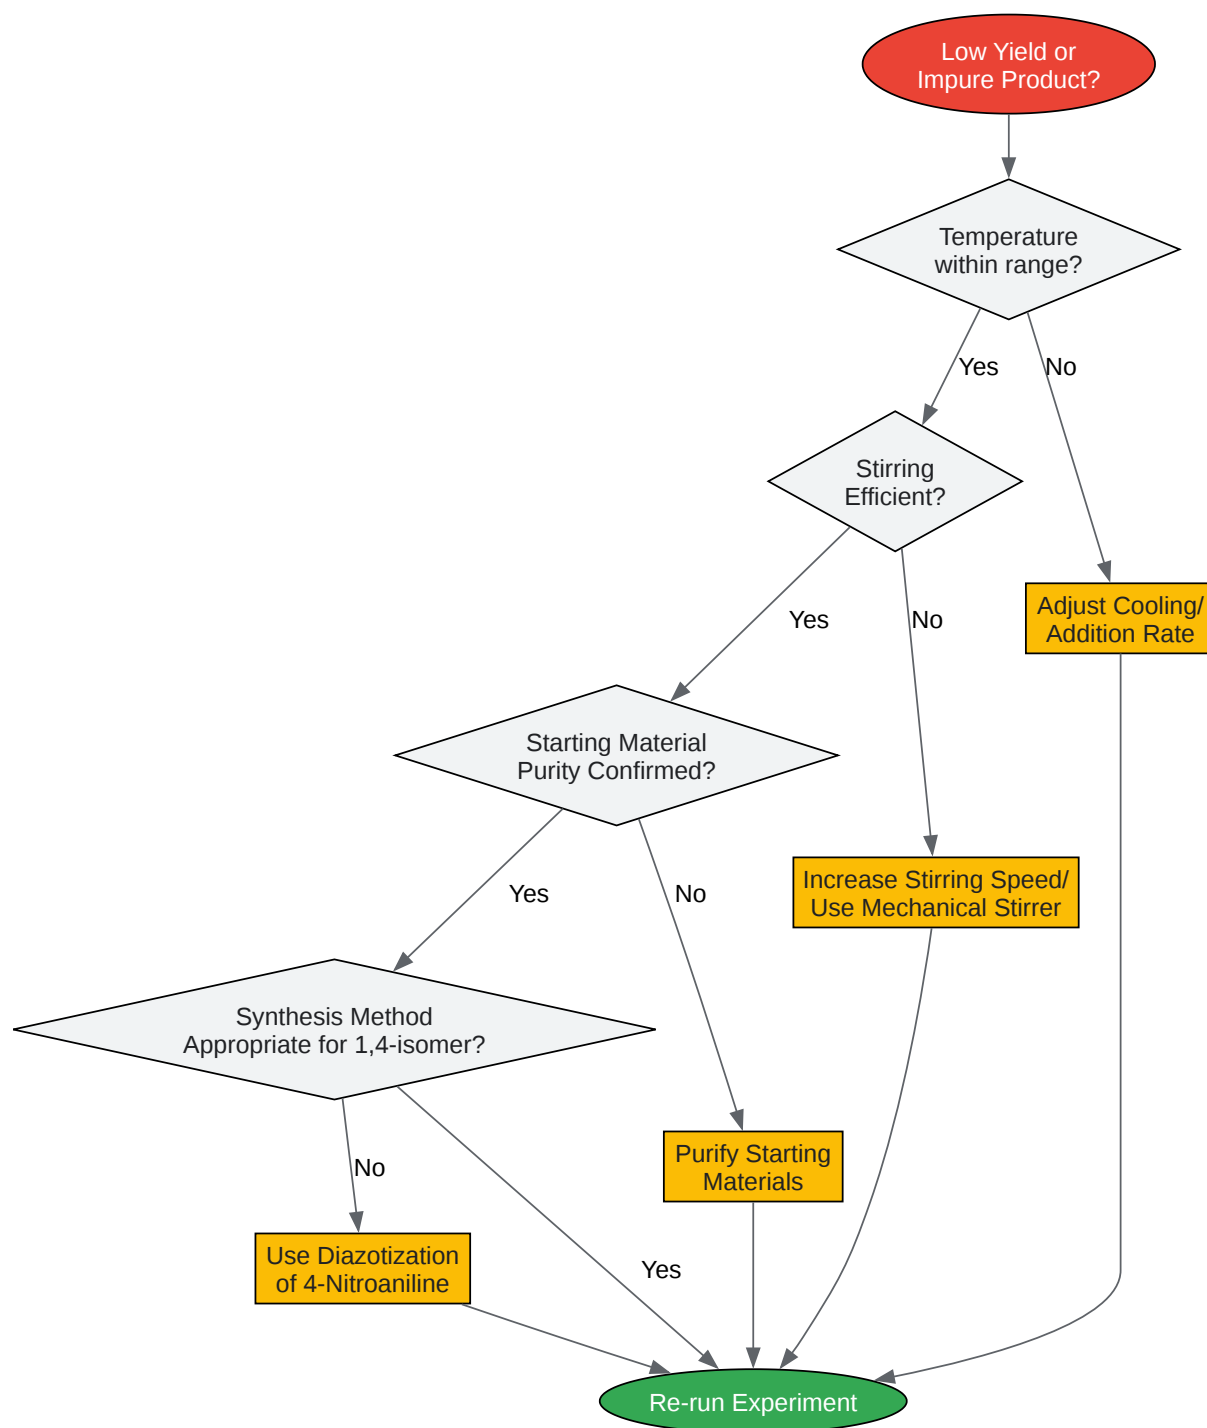 Low Yield or
Impure Product?
Temperature
within range?
Yes
No
Stirring
Efficient?
Adjust Cooling/
Addition Rate
Yes
No
Starting Material
Purity Confirmed?
Increase Stirring Speed/
Use Mechanical Stirrer
Yes
No
Synthesis Method
Appropriate for 1,4-isomer?
Purify Starting
Materials
No
Use Diazotization
of 4-Nitroaniline
Yes
Re-run Experiment